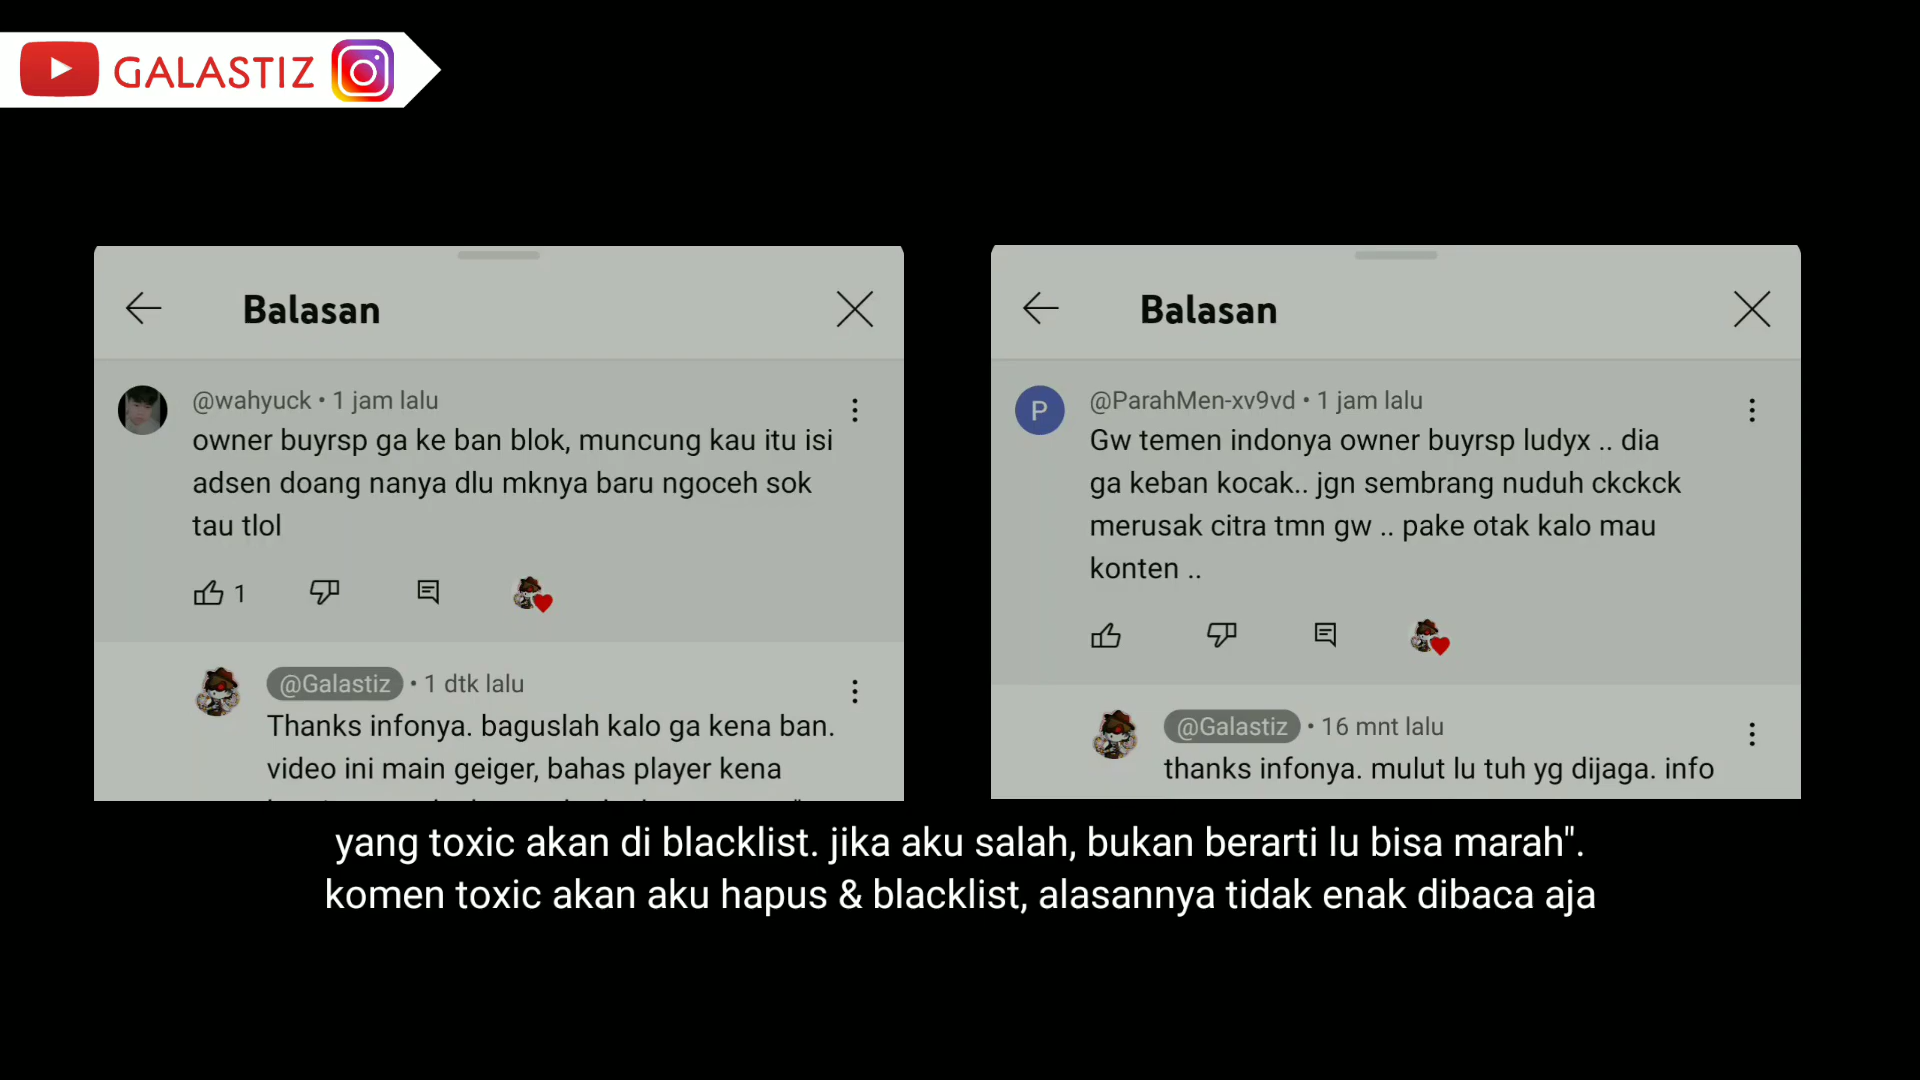 GALASTIZ
Balasan
@wahyuck • 1 jam lalu
owner buyrsp ga ke ban blok, muncung kau itu isi
adsen doang nanya dlu mknya baru ngoceh sok
tau tlol
1
@Galastiz • 1 dtk lalu
Thanks infonya. baguslah kalo ga kena ban.
video ini main geiger, bahas player kena
Balasan
P
@ParahMen-xv9vd • 1 jam lalu
Gw temen indonya owner buyrsp ludyx .. dia
ga keban kocak.. jgn sembrang nuduh ckckck
merusak citra tmn gw .. pake otak kalo mau
konten ..
@Galastiz • 16 mnt lalu
thanks infonya. mulut lu tuh yg dijaga. info
yang toxic akan di blacklist. jika aku salah, bukan berarti lu bisa marah".
komen toxic akan aku hapus & blacklist, alasannya tidak enak dibaca aja